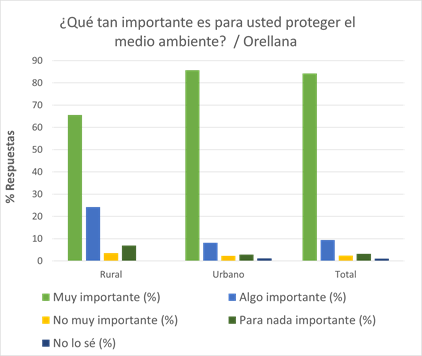 ¿Qué tan importante es para usted proteger el
medio ambiente?  / Orellana
% Respuestas
90
80
70
60
50
40
30
20
10
0
Rural
Urbano
Total
Muy importante (%)
Algo importante (%)
No muy importante (%)
Para nada importante (%)
No lo sé (%)